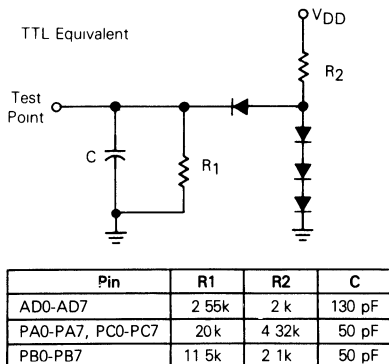 TTL Equivalent
VDD
R2
Test
Point
C
R1
Pin R1 R2 C
AD0-AD7 2 55k 2 k 130 pF
PA0-PA7, PC0-PC7 20k 4 32k 50 pF
PB0-PB7 11 5k 2 1k 50 pF